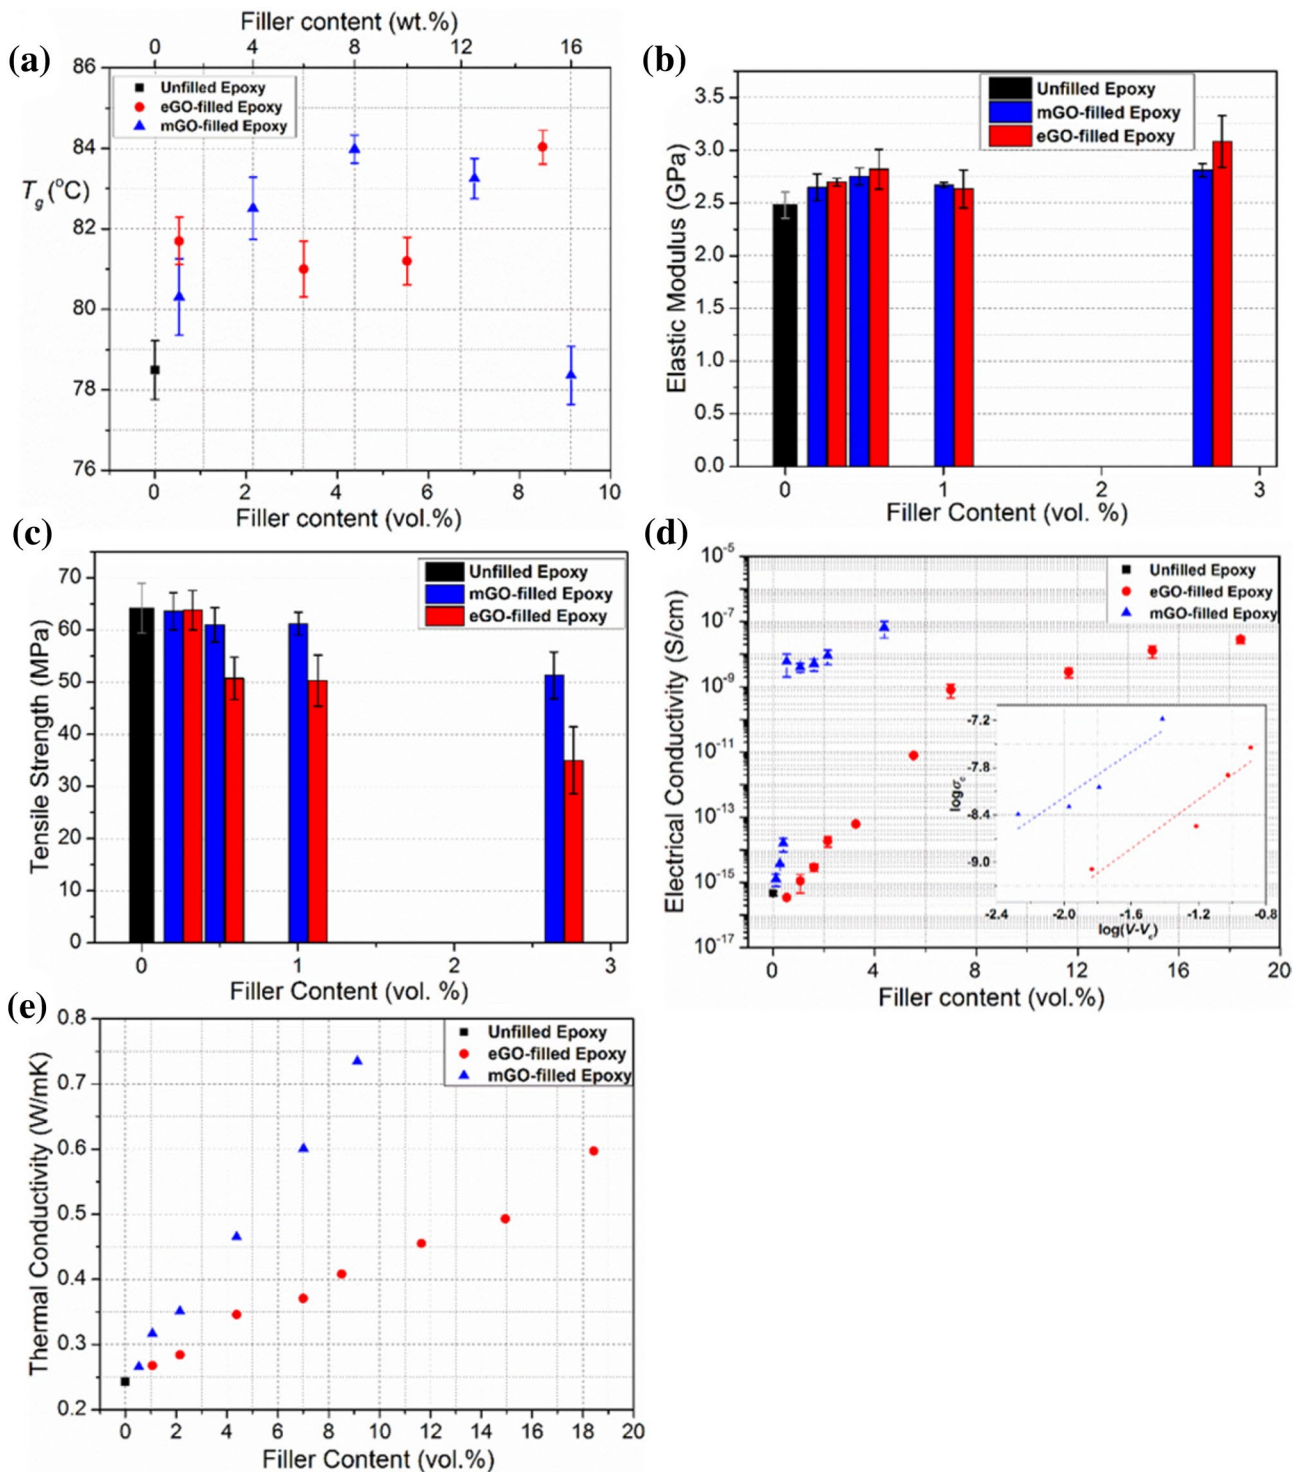 (a)
Filler content (wt.%)
0 4 8 12 16
86
84
82
80
78
76
Tg (°C)
Unfilled Epoxy
eGO-filled Epoxy
mGO-filled Epoxy
0 2 4 6 8 10
Filler content (vol.%)
(b)
3.5
3.0
2.5
2.0
1.5
1.0
0.5
0.0
Elastic Modulus (GPa)
Unfilled Epoxy
mGO-filled Epoxy
eGO-filled Epoxy
0 1 2 3
Filler Content (vol. %)
(c)
70
60
50
40
30
20
10
0
Tensile Strength (MPa)
Unfilled Epoxy
mGO-filled Epoxy
eGO-filled Epoxy
0 1 2 3
Filler Content (vol. %)
(d)
10-5
10-7
10-9
10-11
10-13
10-15
10-17
Electrical Conductivity (S/cm)
Unfilled Epoxy
eGO-filled Epoxy
mGO-filled Epoxy
-7.2
-7.8
-8.4
-9.0
logσc
-2.4 -2.0 -1.6 -1.2 -0.8
log(V-Vc)
0 4 8 12 16 20
Filler content (vol.%)
(e)
0.8
0.7
0.6
0.5
0.4
0.3
0.2
Thermal Conductivity (W/mK)
Unfilled Epoxy
eGO-filled Epoxy
mGO-filled Epoxy
0 2 4 6 8 10 12 14 16 18 20
Filler Content (vol.%)